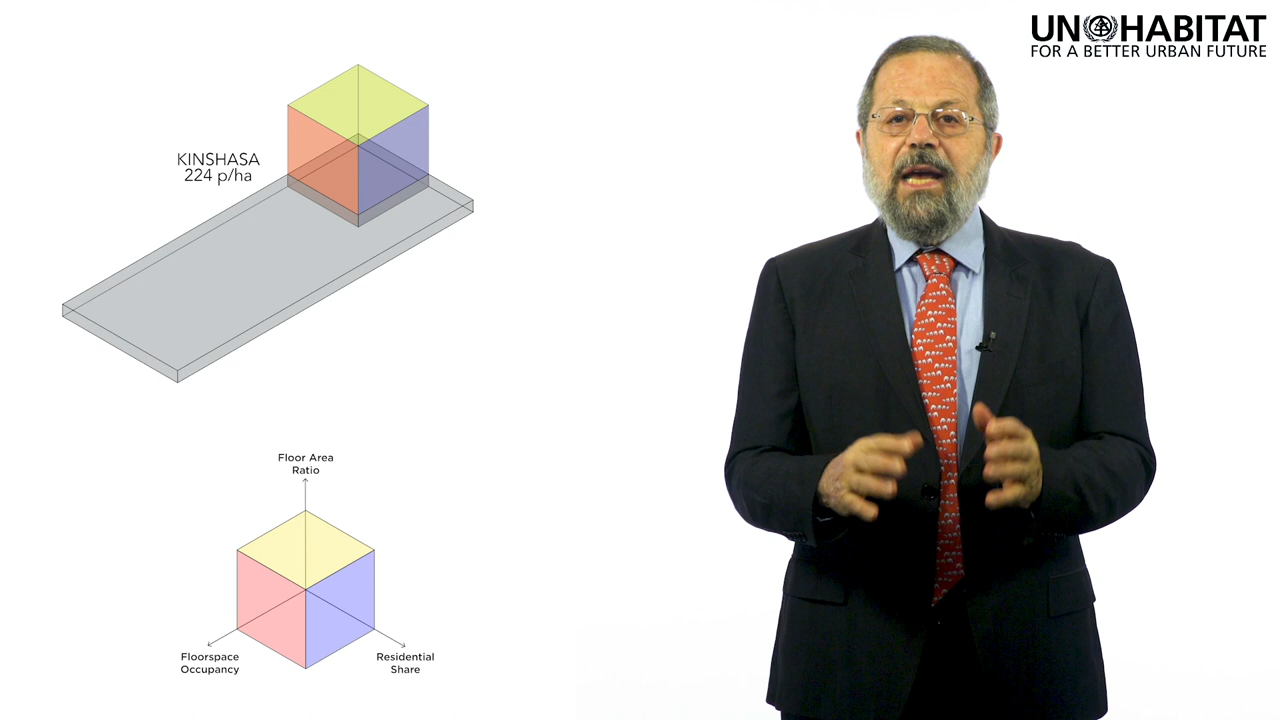 UN HABITAT
FOR A BETTER URBAN FUTURE
KINSHASA
224 p/ha
Floor Area
Ratio
Floorspace
Occupancy
Residential
Share